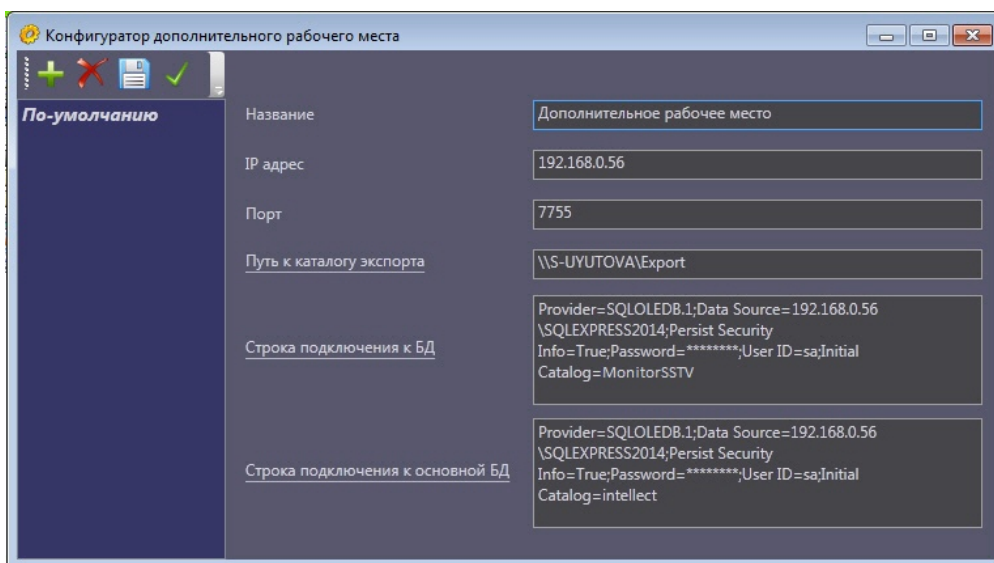 Конфигуратор дополнительного рабочего места
По-умолчанию
Название
Дополнительное рабочее место
IP адрес
192.168.0.56
Порт
7755
Путь к каталогу экспорта
\\S-UYUTOVA\Export
Строка подключения к БД
Provider=SQLOLEDB.1;Data Source=192.168.0.56
\SQLEXPRESS2014;Persist Security
Info=True;Password=********;User ID=sa;Initial
Catalog=MonitorSSTV
Строка подключения к основной БД
Provider=SQLOLEDB.1;Data Source=192.168.0.56
\SQLEXPRESS2014;Persist Security
Info=True;Password=********;User ID=sa;Initial
Catalog=intellect